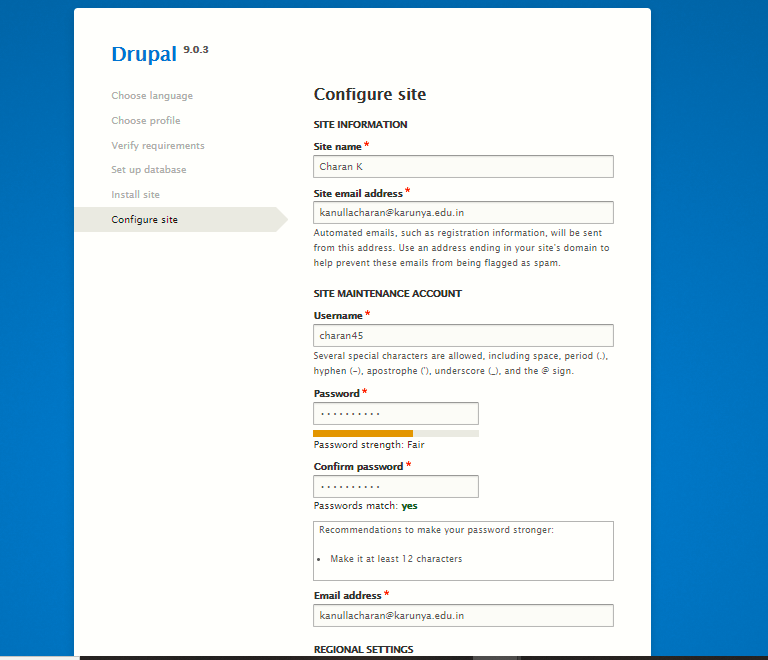 Drupal 9.0.3
Choose language
Choose profile
Verify requirements
Set up database
Install site
Configure site
Configure site
SITE INFORMATION
Site name *
Charan K
Site email address *
kanullacharan@karunya.edu.in
Automated emails, such as registration information, will be sent
from this address. Use an address ending in your site's domain to
help prevent these emails from being flagged as spam.
SITE MAINTENANCE ACCOUNT
Username *
charan45
Several special characters are allowed, including space, period (.),
hyphen (-), apostrophe ('), underscore (_), and the @ sign.
Password *
··········
Password strength: Fair
Confirm password *
··········
Passwords match: yes
Recommendations to make your password stronger:
• Make it at least 12 characters
Email address *
kanullacharan@karunya.edu.in
REGIONAL SETTINGS